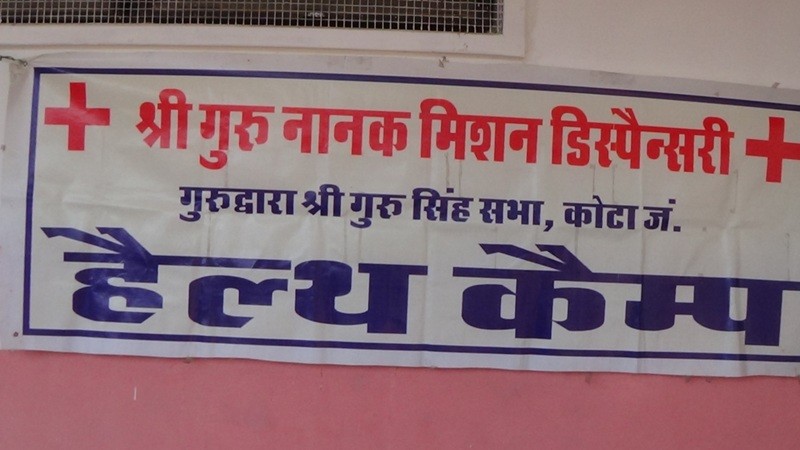 श्री गुरु नानक मिशन डिस्पैन्सरी
गुरुद्वारा श्री गुरु सिंह सभा, कोटा जं.
हैल्थ कैम्प